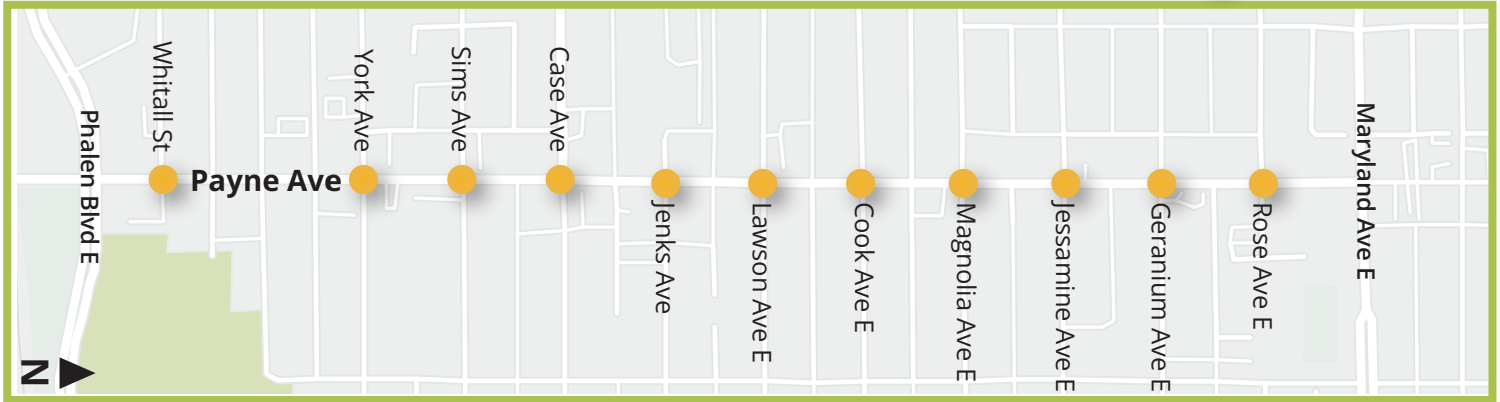 Phalen Blvd E
Whitall St
Payne Ave
York Ave
Sims Ave
Case Ave
Jenks Ave
Lawson Ave E
Cook Ave E
Magnolia Ave E
Jessamine Ave E
Geranium Ave E
Rose Ave E
Maryland Ave E
N